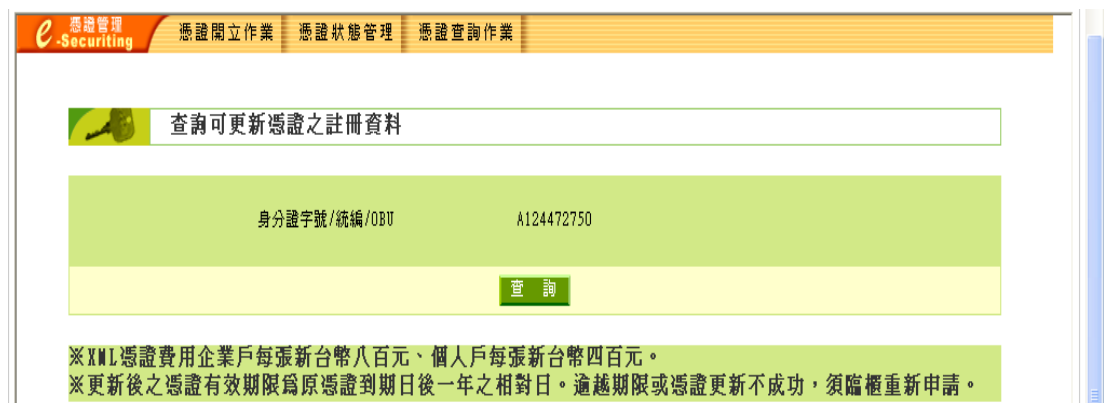 憑證管理
e-Securiting
憑證開立作業 憑證狀態管理 憑證查詢作業
查詢可更新憑證之註冊資料
身分證字號/統編/OBU A124472750
查 詢
※XML憑證費用企業戶每張新台幣八百元、個人戶每張新台幣四百元。
※更新後之憑證有效期限為原憑證到期日後一年之相對日。逾越期限或憑證更新不成功，須臨櫃重新申請。